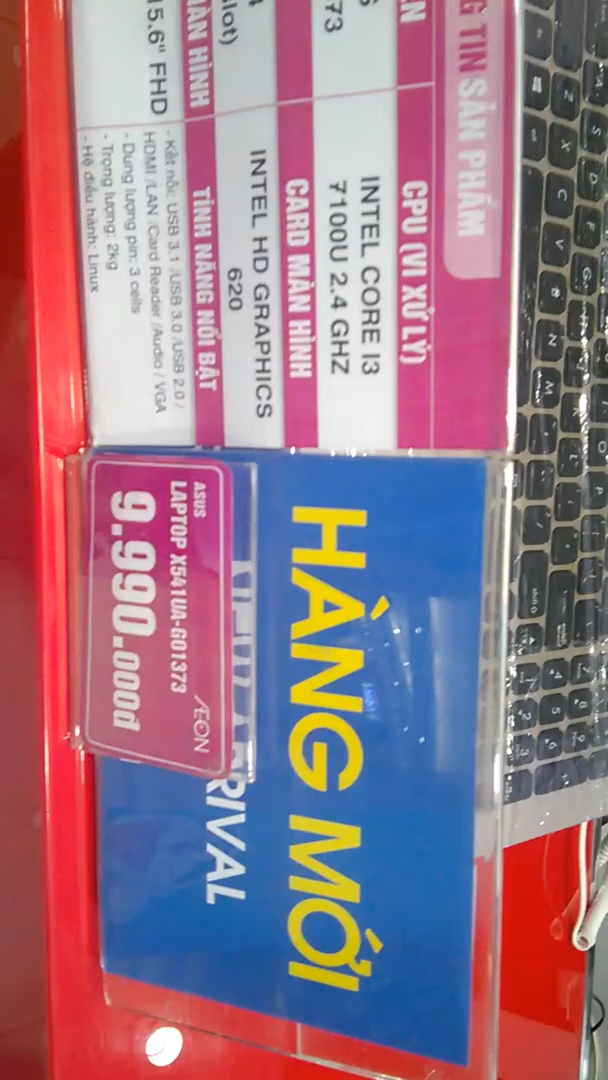 TIN SẢN PHẨM
CPU (VI XỬ LÝ)
INTEL CORE I3
7100U 2.4 GHZ
73
CARD MÀN HÌNH
INTEL HD GRAPHICS
620
HÌNH
15.6" FHD
TÍNH NĂNG NỔI BẬT
- Kết nối: USB 3.1 /USB 3.0 /USB 2.0 /
HDMI /LAN /Card Reader /Audio / VGA
- Dung lượng pin: 3 cells
- Trọng lượng: 2kg
- Hệ điều hành: Linux
HÀNG MỚI
NEW ARRIVAL
ASUS
LAPTOP X541UA-GO1373
9.990.000đ
ÆON